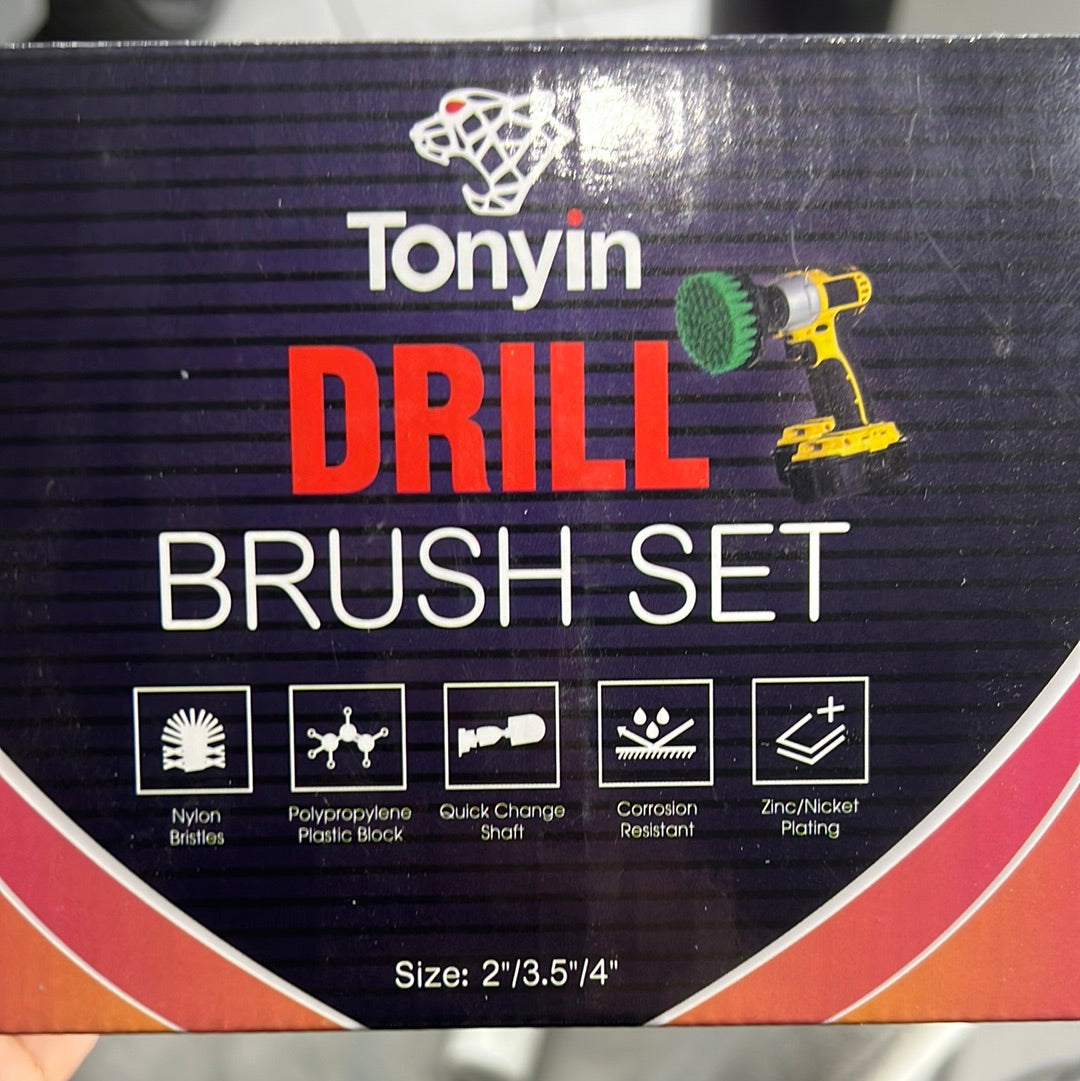 Tonyin
DRILL
BRUSH SET
Nylon
Bristles
Polypropylene
Plastic Block
Quick Change
Shaft
Corrosion
Resistant
Zinc/Nicket
Plating
Size: 2"/3.5"/4"